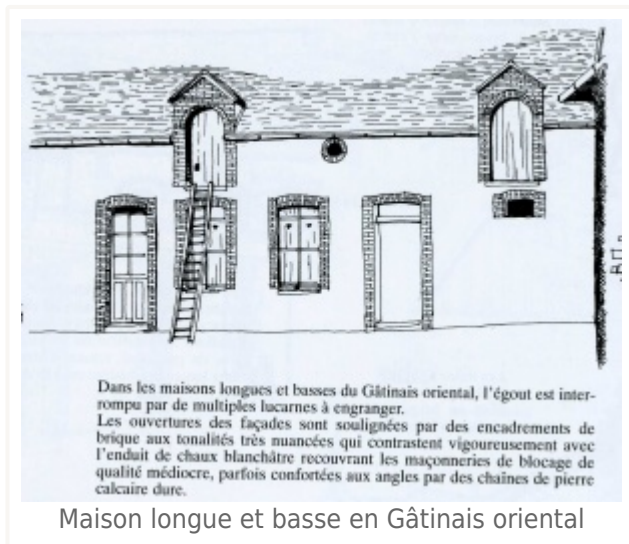 Dans les maisons longues et basses du Gâtinais oriental, l'égout est inter-
rompu par de multiples lucarnes à engranger.
Les ouvertures des façades sont soulignées par des encadrements de
brique aux tonalités très nuancées qui contrastent vigoureusement avec
l'enduit de chaux blanchâtre recouvrant les maçonneries de blocage de
qualité médiocre, parfois confortées aux angles par des chaînes de pierre
calcaire dure.
Maison longue et basse en Gâtinais oriental